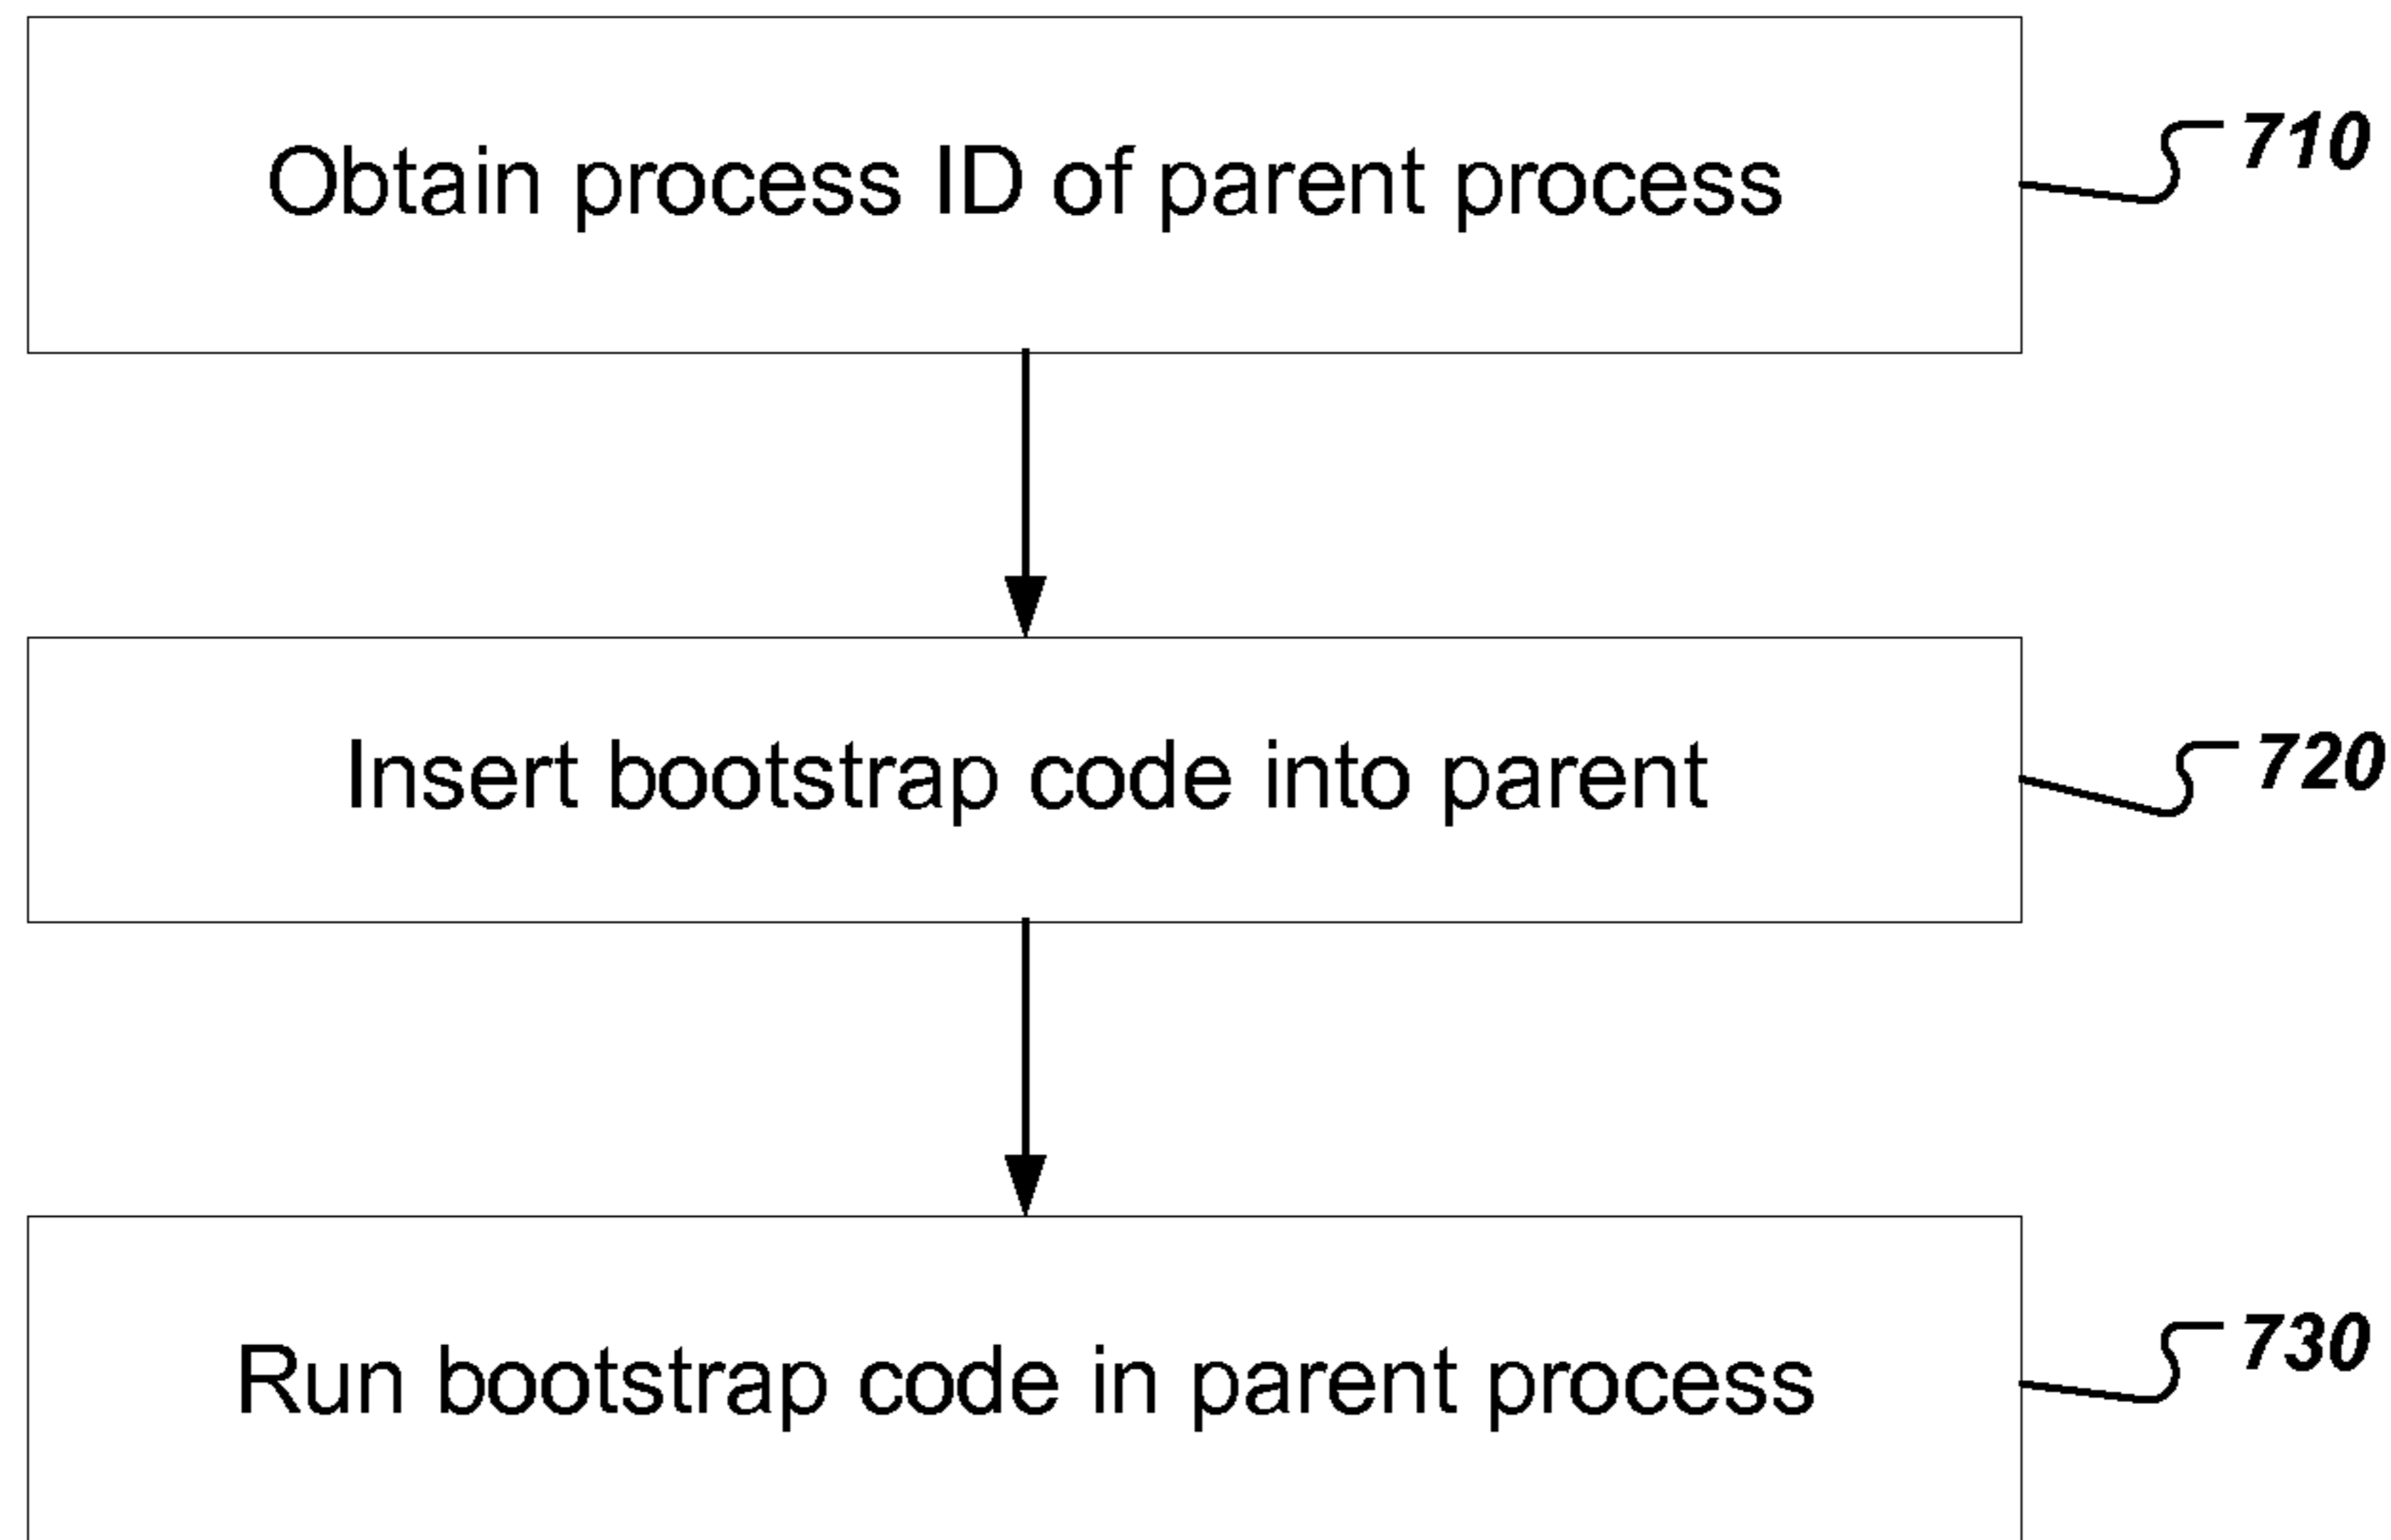 Obtain process ID of parent process
710
Insert bootstrap code into parent
720
Run bootstrap code in parent process
730